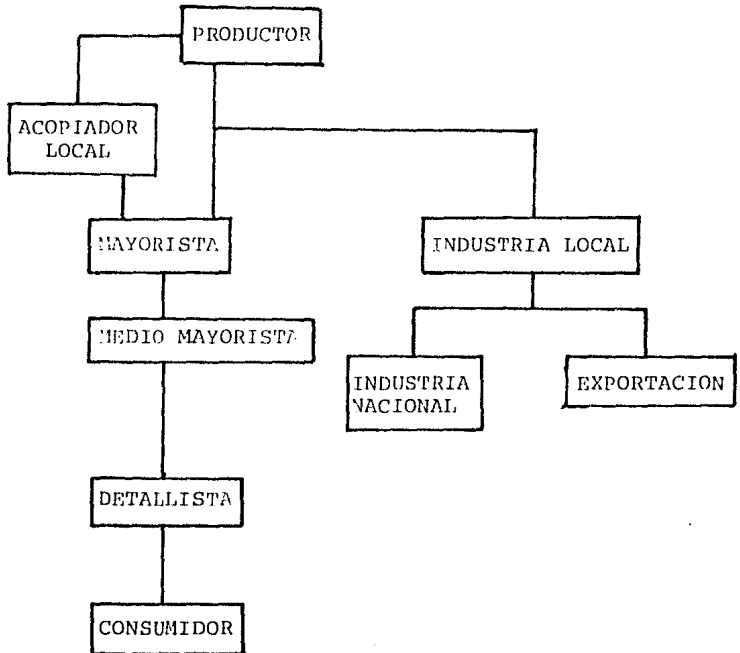 PRODUCTOR
ACOPIADOR
LOCAL
MAYORISTA
INDUSTRIA LOCAL
MEDIO MAYORISTA
INDUSTRIA
NACIONAL
EXPORTACION
DETALLISTA
CONSUMIDOR